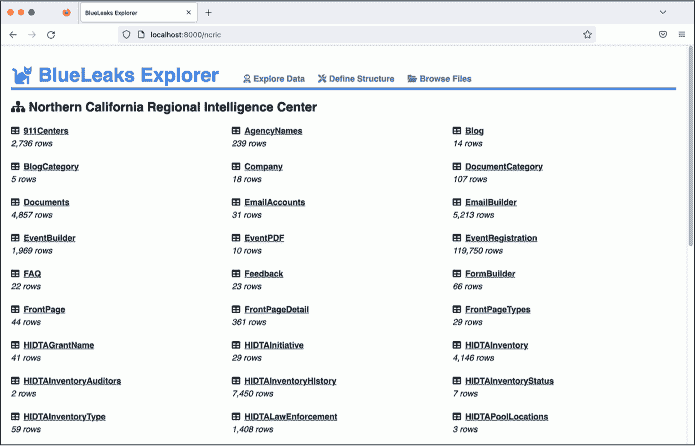 BlueLeaks Explorer
localhost:8000/ncric
BlueLeaks Explorer Explore Data Define Structure Browse Files
Northern California Regional Intelligence Center
911Centers AgencyNames Blog
2,736 rows 239 rows 14 rows
BlogCategory Company DocumentCategory
5 rows 18 rows 107 rows
Documents EmailAccounts EmailBuilder
4,857 rows 31 rows 5,213 rows
EventBuilder EventPDF EventRegistration
1,969 rows 10 rows 119,750 rows
FAQ Feedback FormBuilder
22 rows 23 rows 66 rows
FrontPage FrontPageDetail FrontPageTypes
44 rows 361 rows 29 rows
HIDTAGrantName HIDTAInitiative HIDTAInventory
41 rows 29 rows 4,146 rows
HIDTAInventoryAuditors HIDTAInventoryHistory HIDTAInventoryStatus
2 rows 7,450 rows 7 rows
HIDTAInventoryType HIDTALawEnforcement HIDTAPoolLocations
59 rows 1,408 rows 3 rows